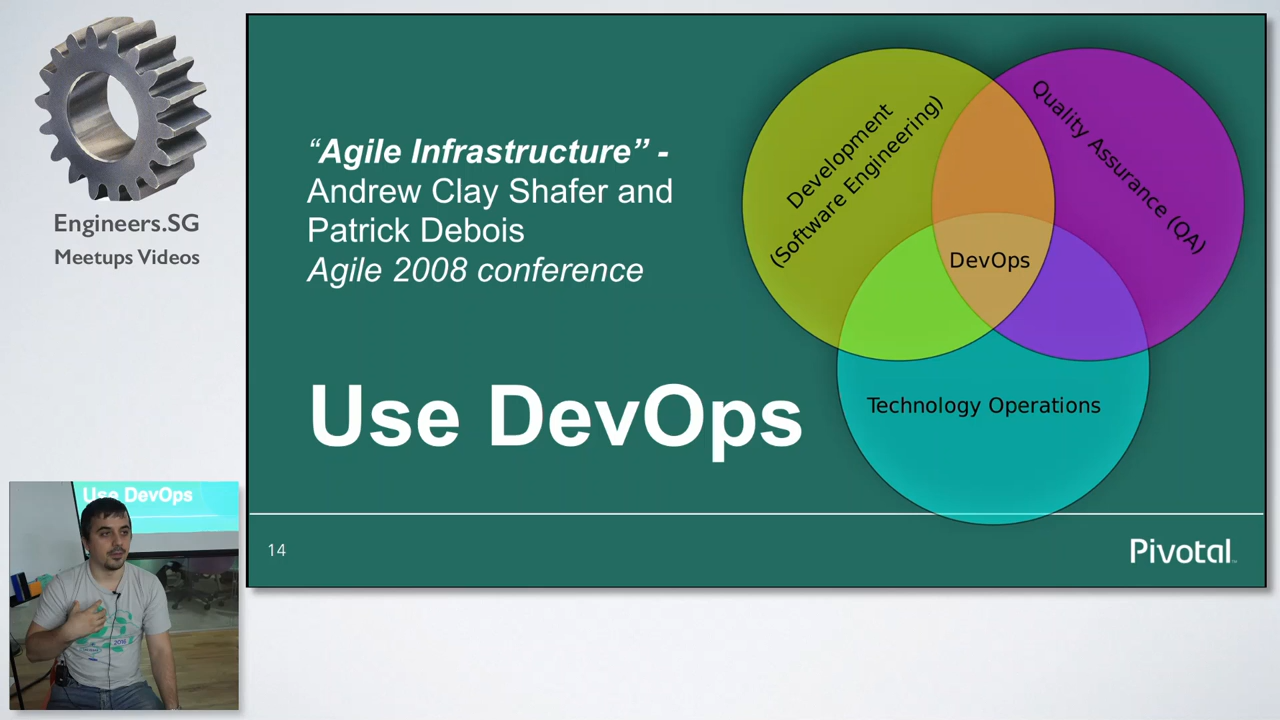 Engineers.SG
Meetups Videos
“Agile Infrastructure” -
Andrew Clay Shafer and
Patrick Debois
Agile 2008 conference
Use DevOps
Development
(Software Engineering)
Quality Assurance (QA)
DevOps
Technology Operations
14
Pivotal
Use DevOps